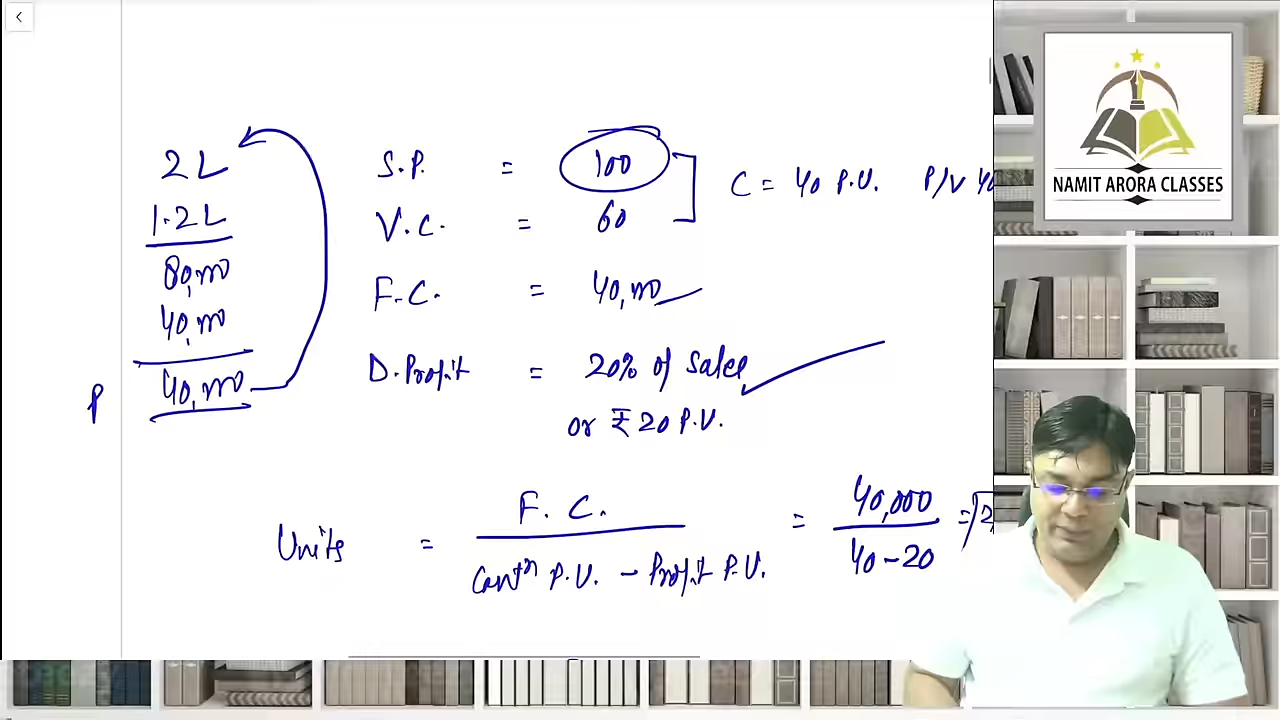 2L
1.2L
80,000
40,000
P 40,000
S.P. = 100
V.C. = 60
C = 40 P.U. P/V 40
F.C. = 40,000
D.Profit = 20% of Sales
or ₹20 P.U.
Units = F.C. / Contn P.U. - Profit P.U. = 40,000 / 40-20 =
NAMIT ARORA CLASSES